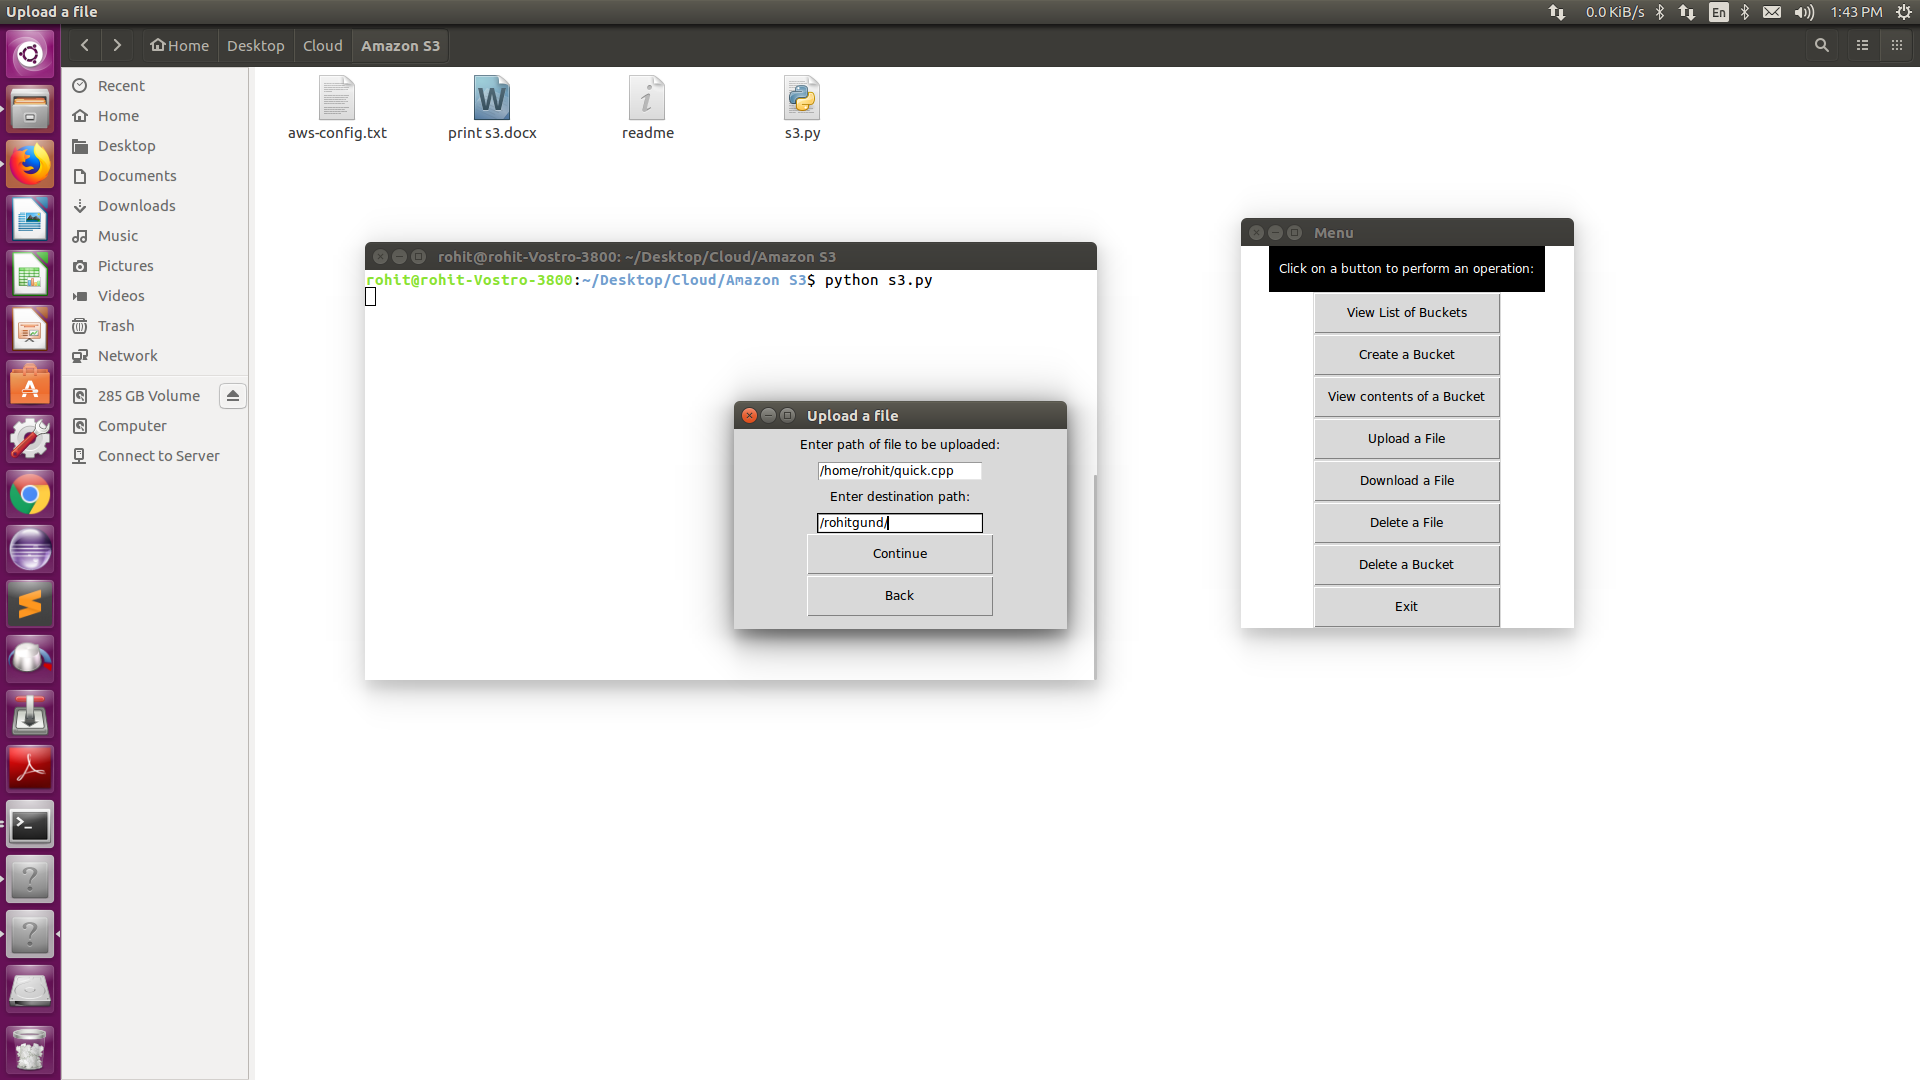 Upload a file
0.0 KiB/s
En
1:43 PM
Home
Desktop
Cloud
Amazon S3
Recent
Home
Desktop
Documents
Downloads
Music
Pictures
Videos
Trash
Network
285 GB Volume
Computer
Connect to Server
aws-config.txt
print s3.docx
readme
s3.py
rohit@rohit-Vostro-3800: ~/Desktop/Cloud/Amazon S3
rohit@rohit-Vostro-3800:~/Desktop/Cloud/Amazon S3$ python s3.py
Upload a file
Enter path of file to be uploaded:
/home/rohit/quick.cpp
Enter destination path:
/rohitgund/
Continue
Back
Menu
Click on a button to perform an operation:
View List of Buckets
Create a Bucket
View contents of a Bucket
Upload a File
Download a File
Delete a File
Delete a Bucket
Exit